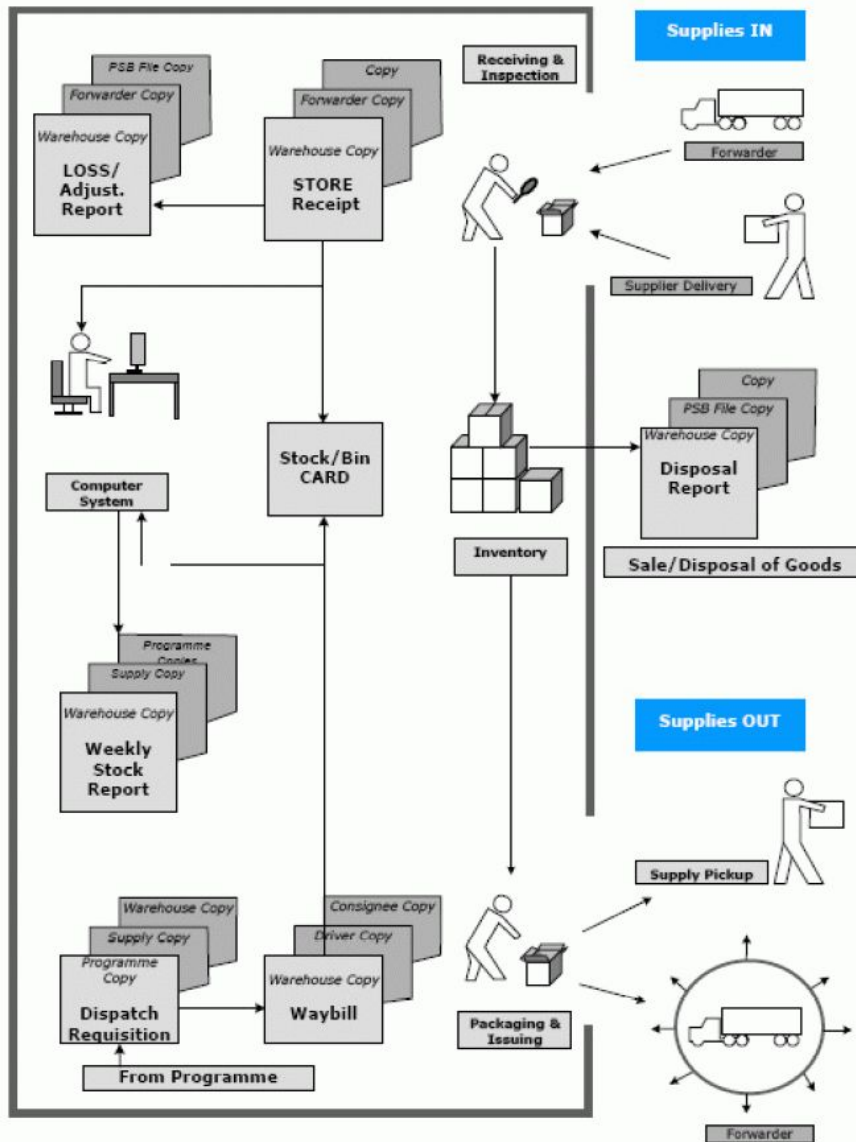 Supplies IN
Receiving &
Inspection
PSB File Copy
Forwarder Copy
Warehouse Copy
LOSS/
Adjust.
Report
Copy
Forwarder Copy
Warehouse Copy
STORE
Receipt
Forwarder
Supplier Delivery
Copy
PSB File Copy
Warehouse Copy
Disposal
Report
Sale/Disposal of Goods
Stock/Bin
CARD
Computer
System
Inventory
Programme
Copies
Supply Copy
Warehouse Copy
Weekly
Stock
Report
Supplies OUT
Supply Pickup
Warehouse Copy
Supply Copy
Programme
Copy
Dispatch
Requisition
From Programme
Consignee Copy
Driver Copy
Warehouse Copy
Waybill
Packaging &
Issuing
Forwarder